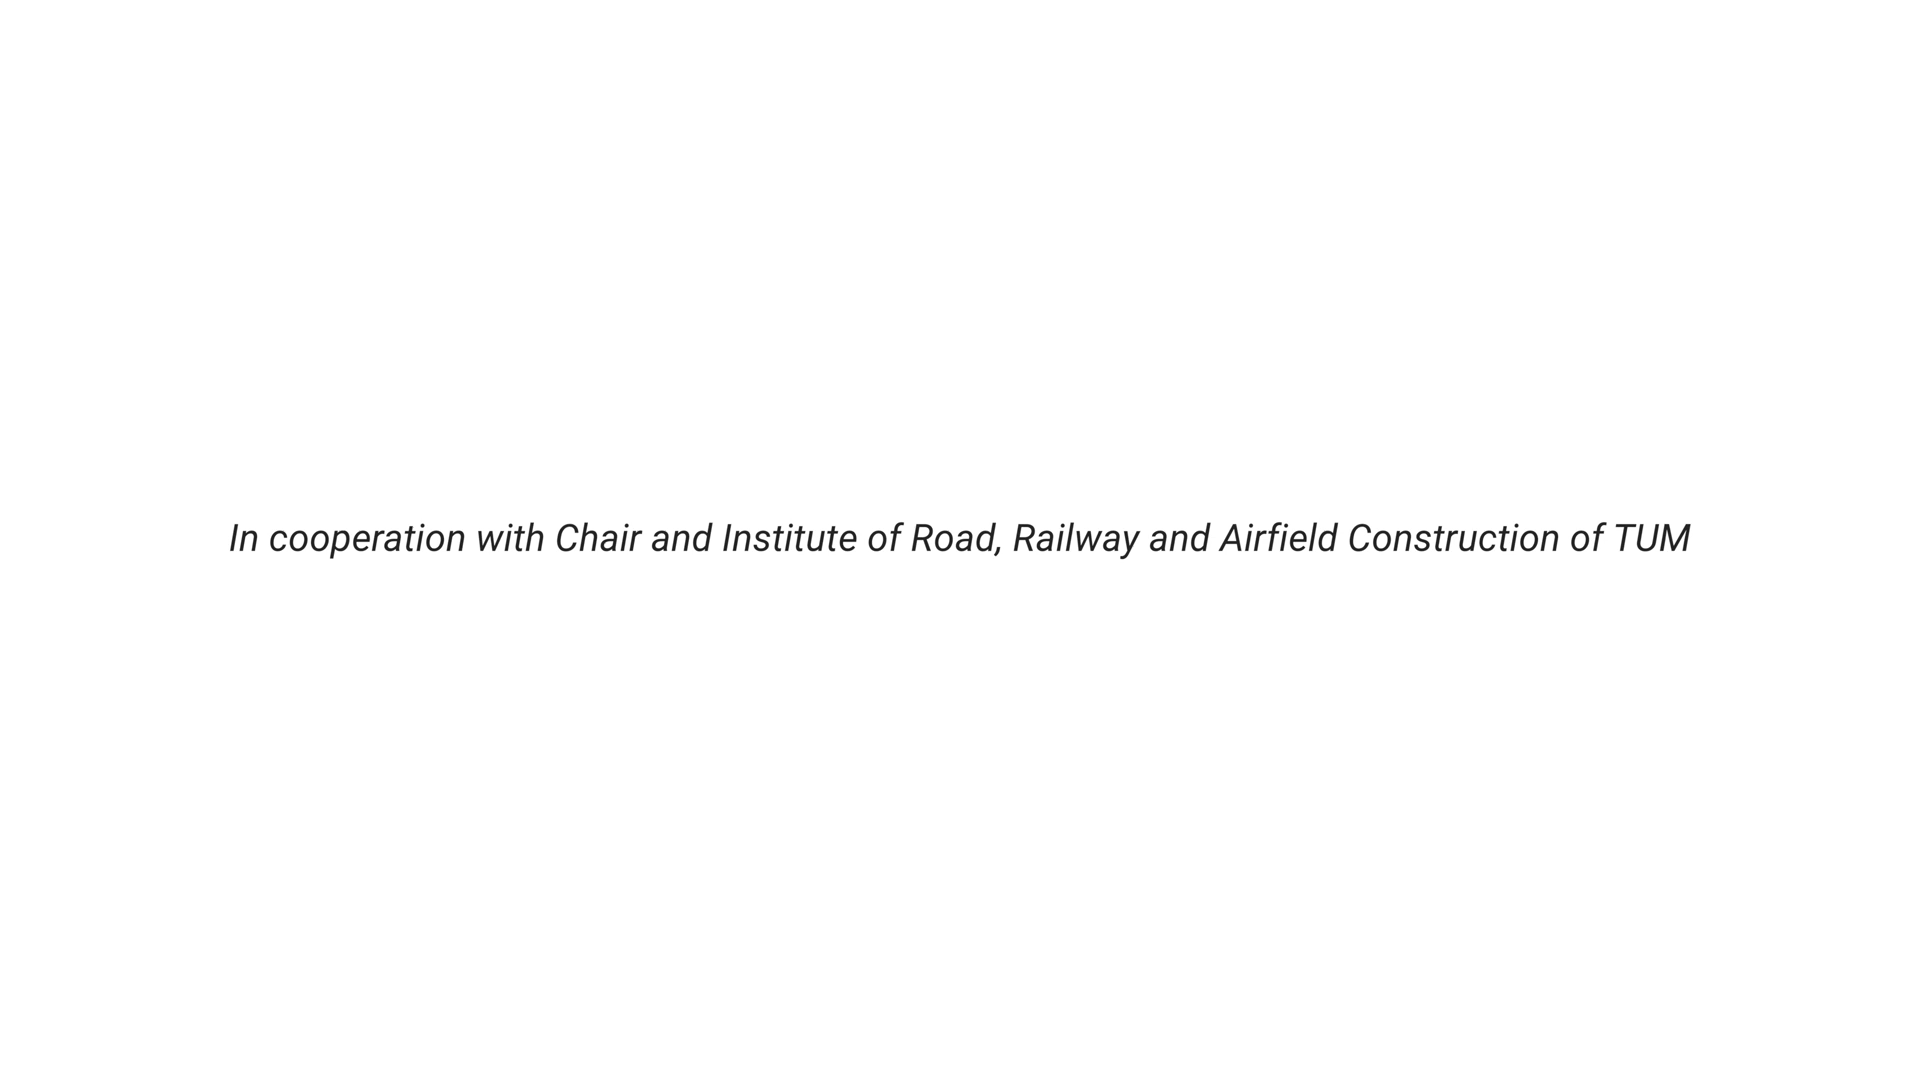 In cooperation with Chair and Institute of Road, Railway and Airfield Construction of TUM